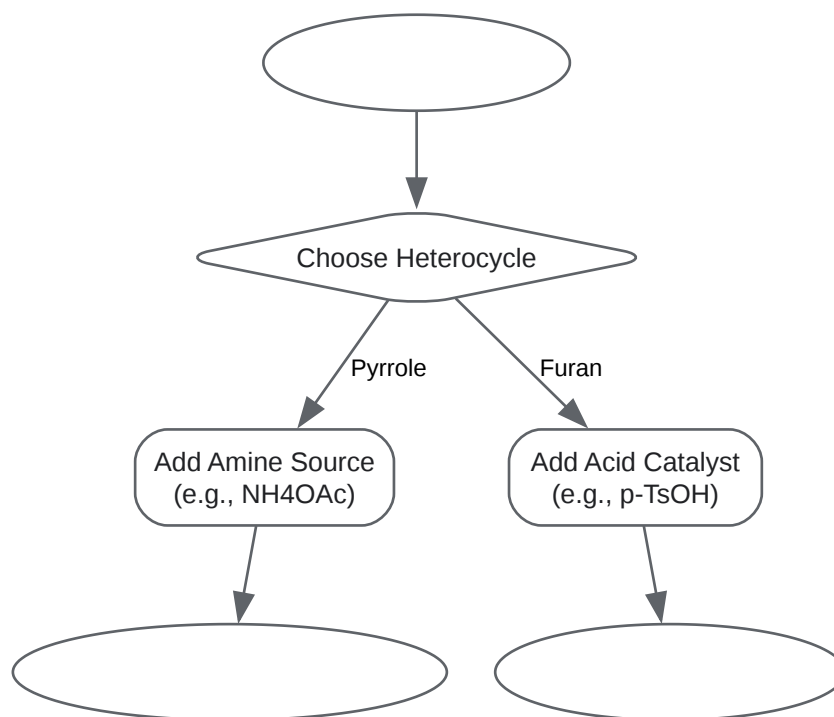 Choose Heterocycle
Pyrrole
Furan
Add Amine Source
(e.g., NH4OAc)
Add Acid Catalyst
(e.g., p-TsOH)